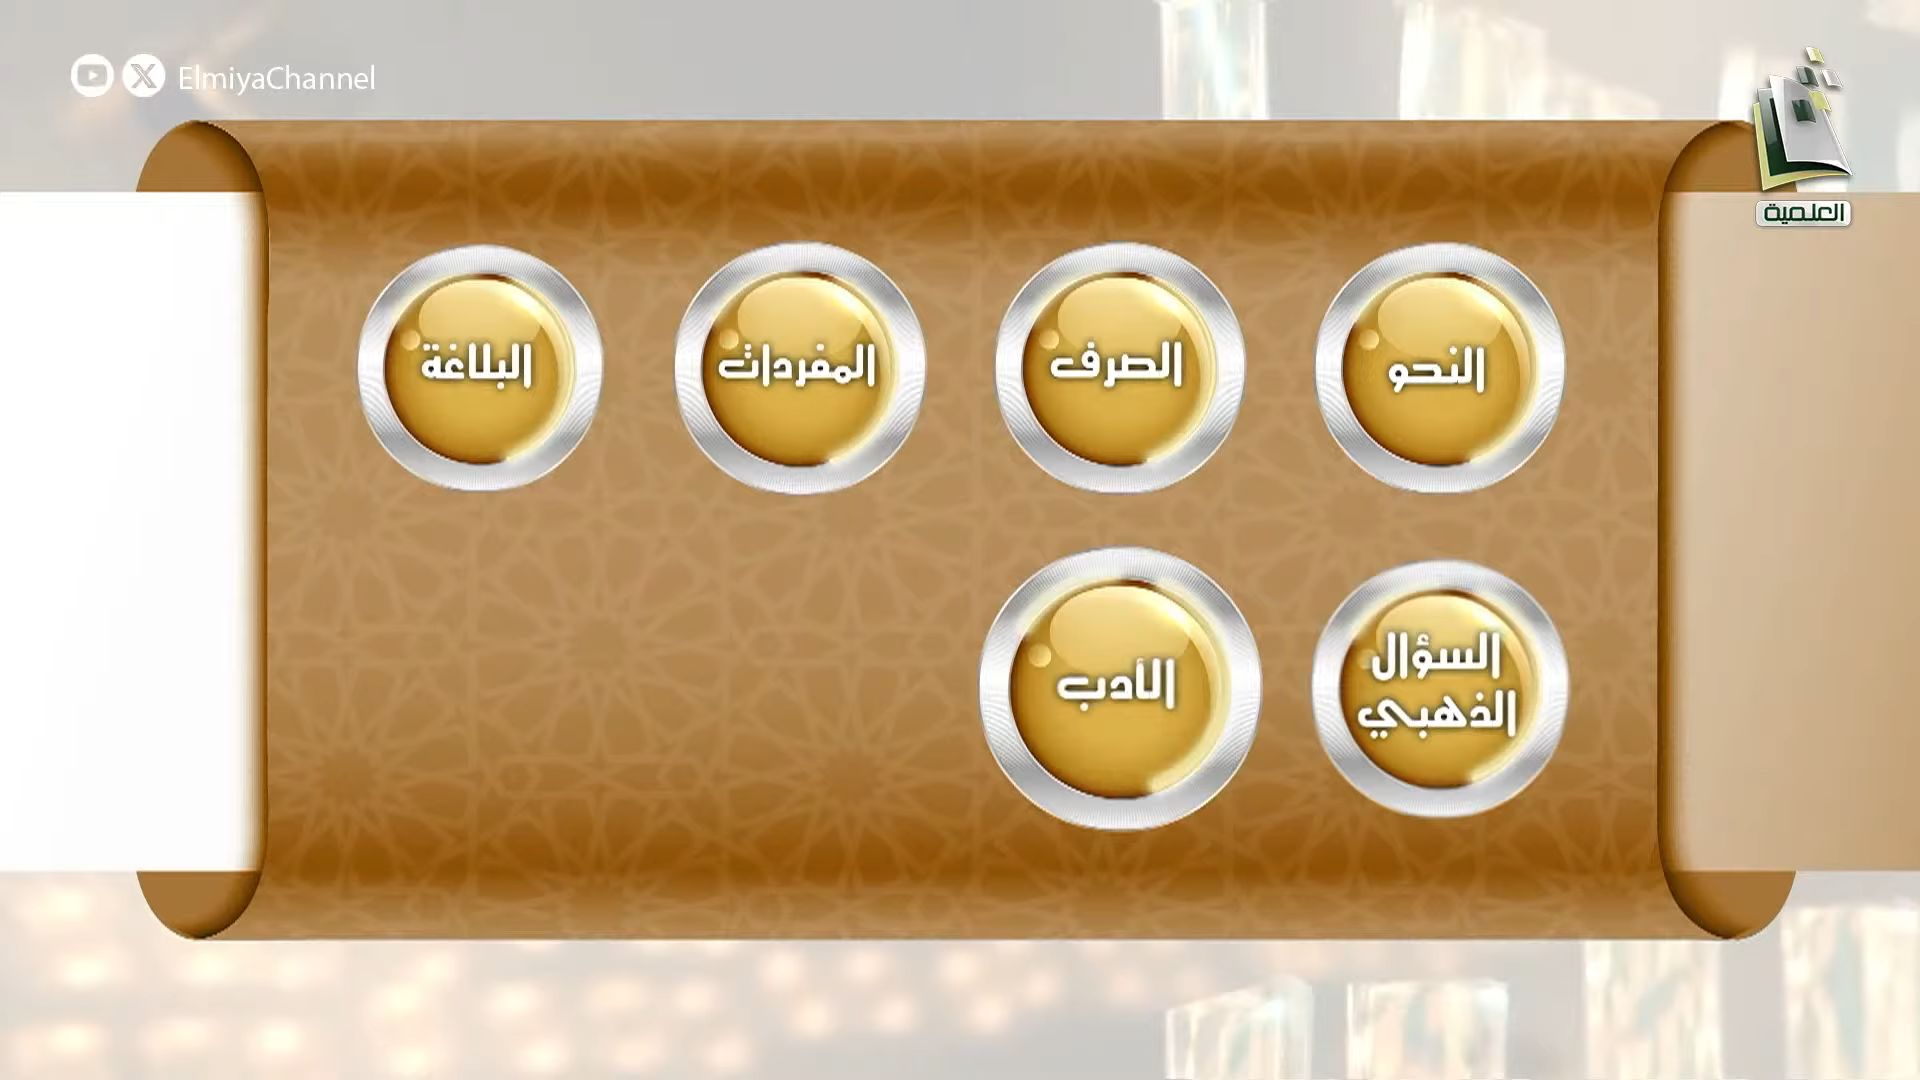 ElmiyaChannel
العلمية
النحو
الصرف
المفردات
البلاغة
السؤال
الذهبي
الأدب